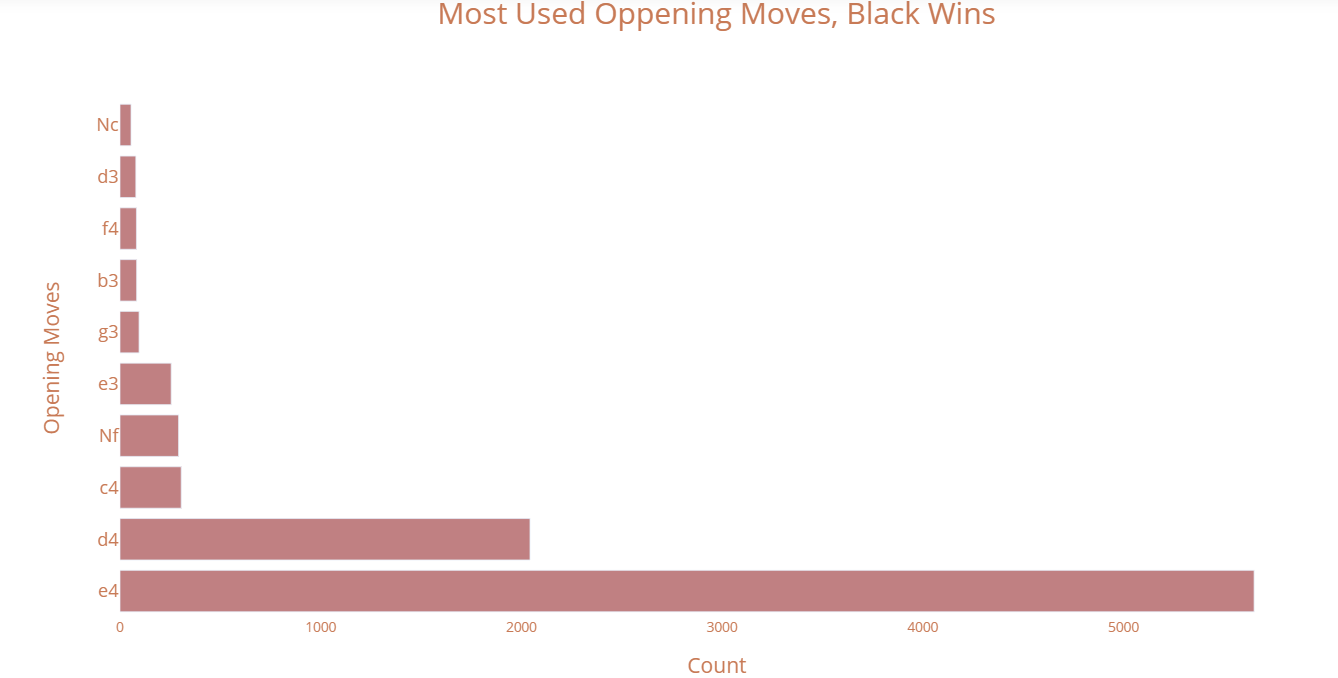 Most Used Oppening Moves, Black Wins
Nc
d3
f4
b3
g3
e3
Nf
c4
d4
e4
Opening Moves
0 1000 2000 3000 4000 5000
Count